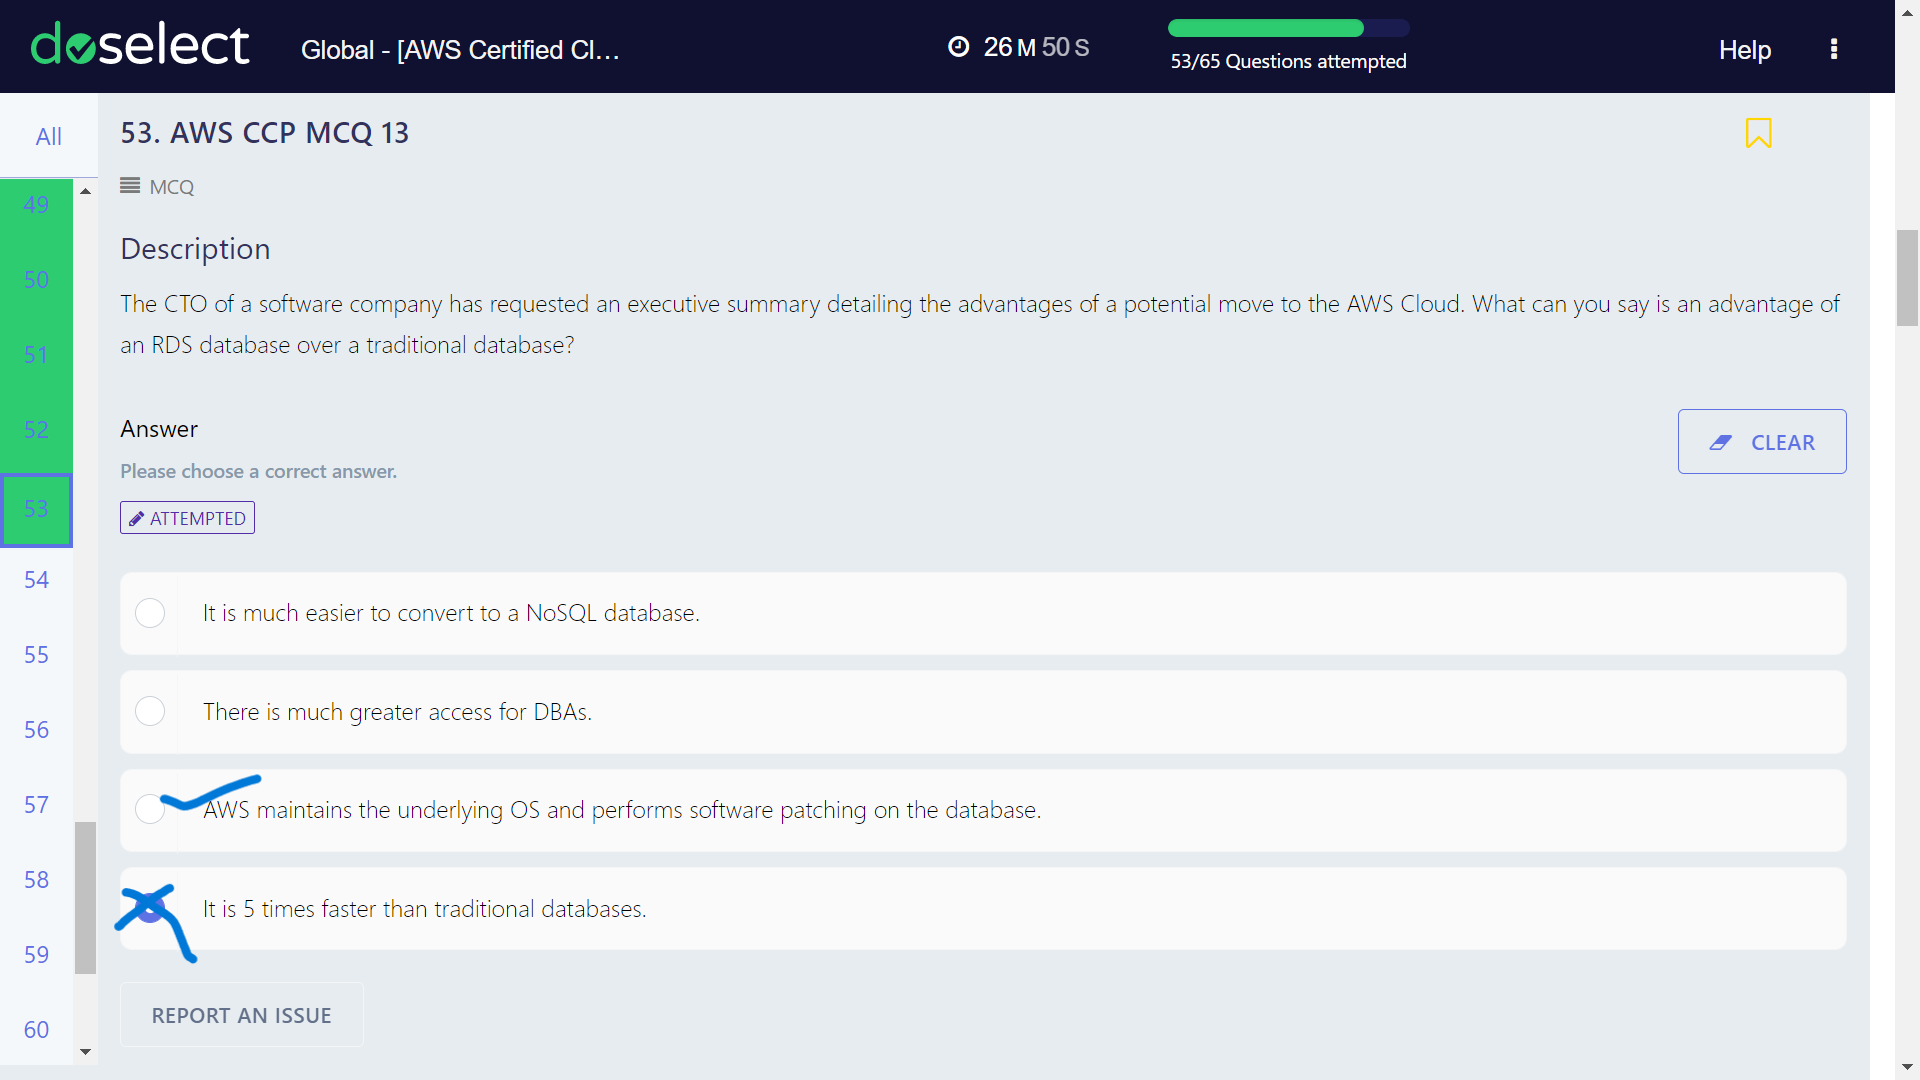 doselect
Global - [AWS Certified Cl...
26 M 50 S
53/65 Questions attempted
Help
All
49
50
51
52
53
54
55
56
57
58
59
60
53. AWS CCP MCQ 13
MCQ
Description
The CTO of a software company has requested an executive summary detailing the advantages of a potential move to the AWS Cloud. What can you say is an advantage of
an RDS database over a traditional database?
Answer
Please choose a correct answer.
CLEAR
ATTEMPTED
It is much easier to convert to a NoSQL database.
There is much greater access for DBAs.
AWS maintains the underlying OS and performs software patching on the database.
It is 5 times faster than traditional databases.
REPORT AN ISSUE